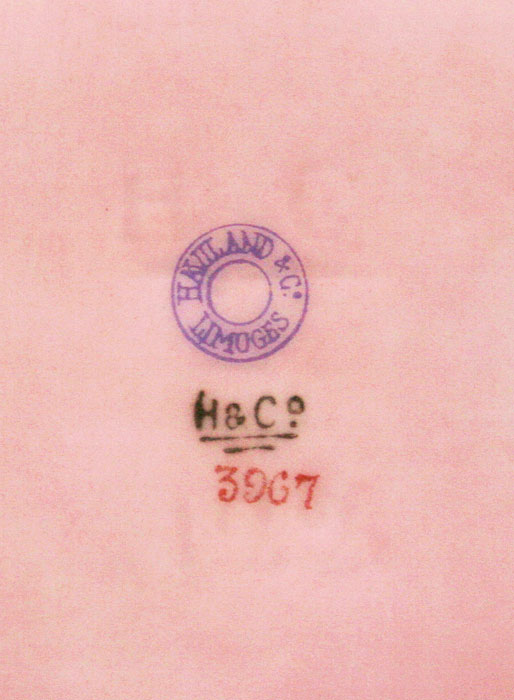 HAVILAND & Cº
LIMOGES
H & Cº
3967